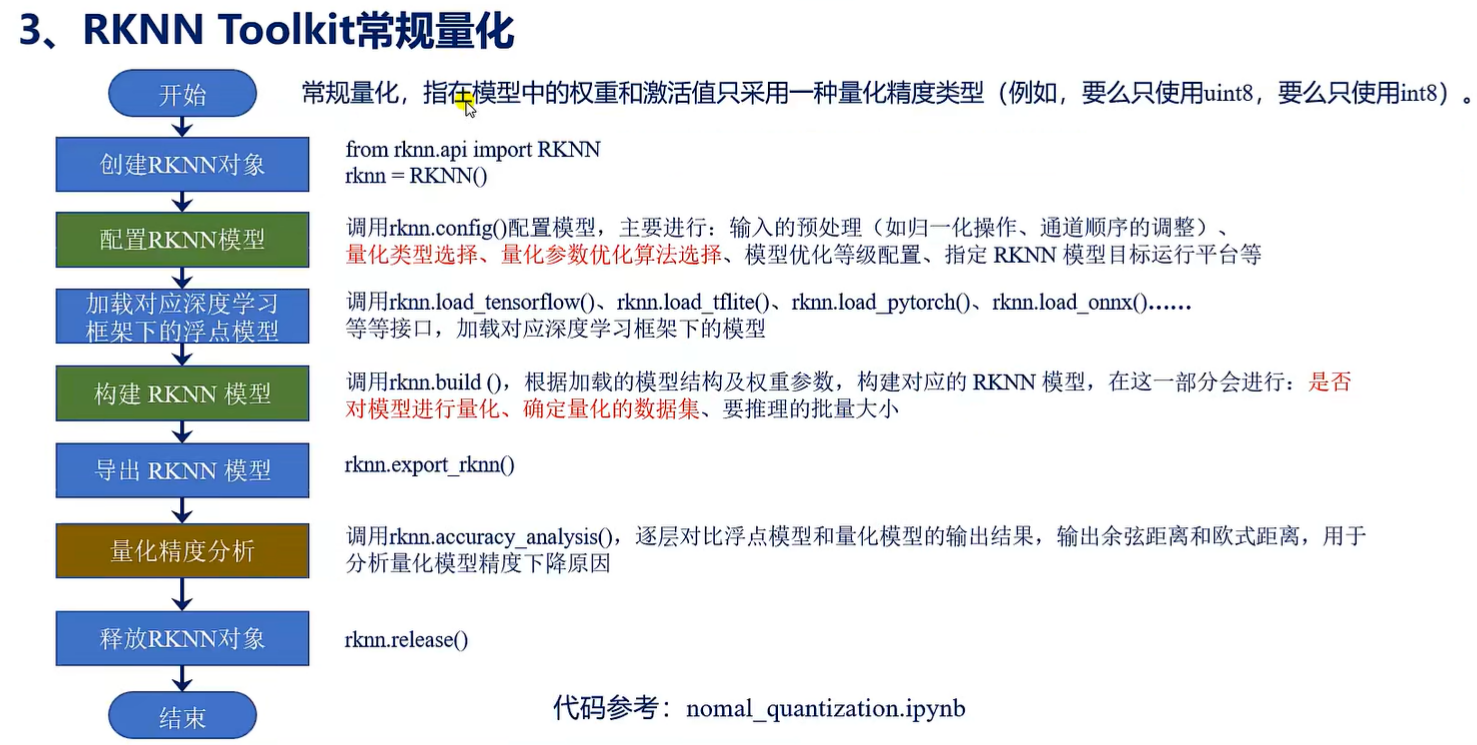 3、RKNN Toolkit常规量化
开始
常规量化，指在模型中的权重和激活值只采用一种量化精度类型（例如，要么只使用uint8，要么只使用int8）。
创建RKNN对象
from rknn.api import RKNN
rknn = RKNN()
配置RKNN模型
调用rknn.config()配置模型，主要进行：输入的预处理（如归一化操作、通道顺序的调整）、
量化类型选择、量化参数优化算法选择、模型优化等级配置、指定 RKNN 模型目标运行平台等
加载对应深度学习
框架下的浮点模型
调用rknn.load_tensorflow()、rknn.load_tflite()、rknn.load_pytorch()、rknn.load_onnx()……
等等接口，加载对应深度学习框架下的模型
构建 RKNN 模型
调用rknn.build ()，根据加载的模型结构及权重参数，构建对应的 RKNN 模型，在这一部分会进行：是否
对模型进行量化、确定量化的数据集、要推理的批量大小
导出 RKNN 模型
rknn.export_rknn()
量化精度分析
调用rknn.accuracy_analysis()，逐层对比浮点模型和量化模型的输出结果，输出余弦距离和欧式距离，用于
分析量化模型精度下降原因
释放RKNN对象
rknn.release()
结束
代码参考：nomal_quantization.ipynb